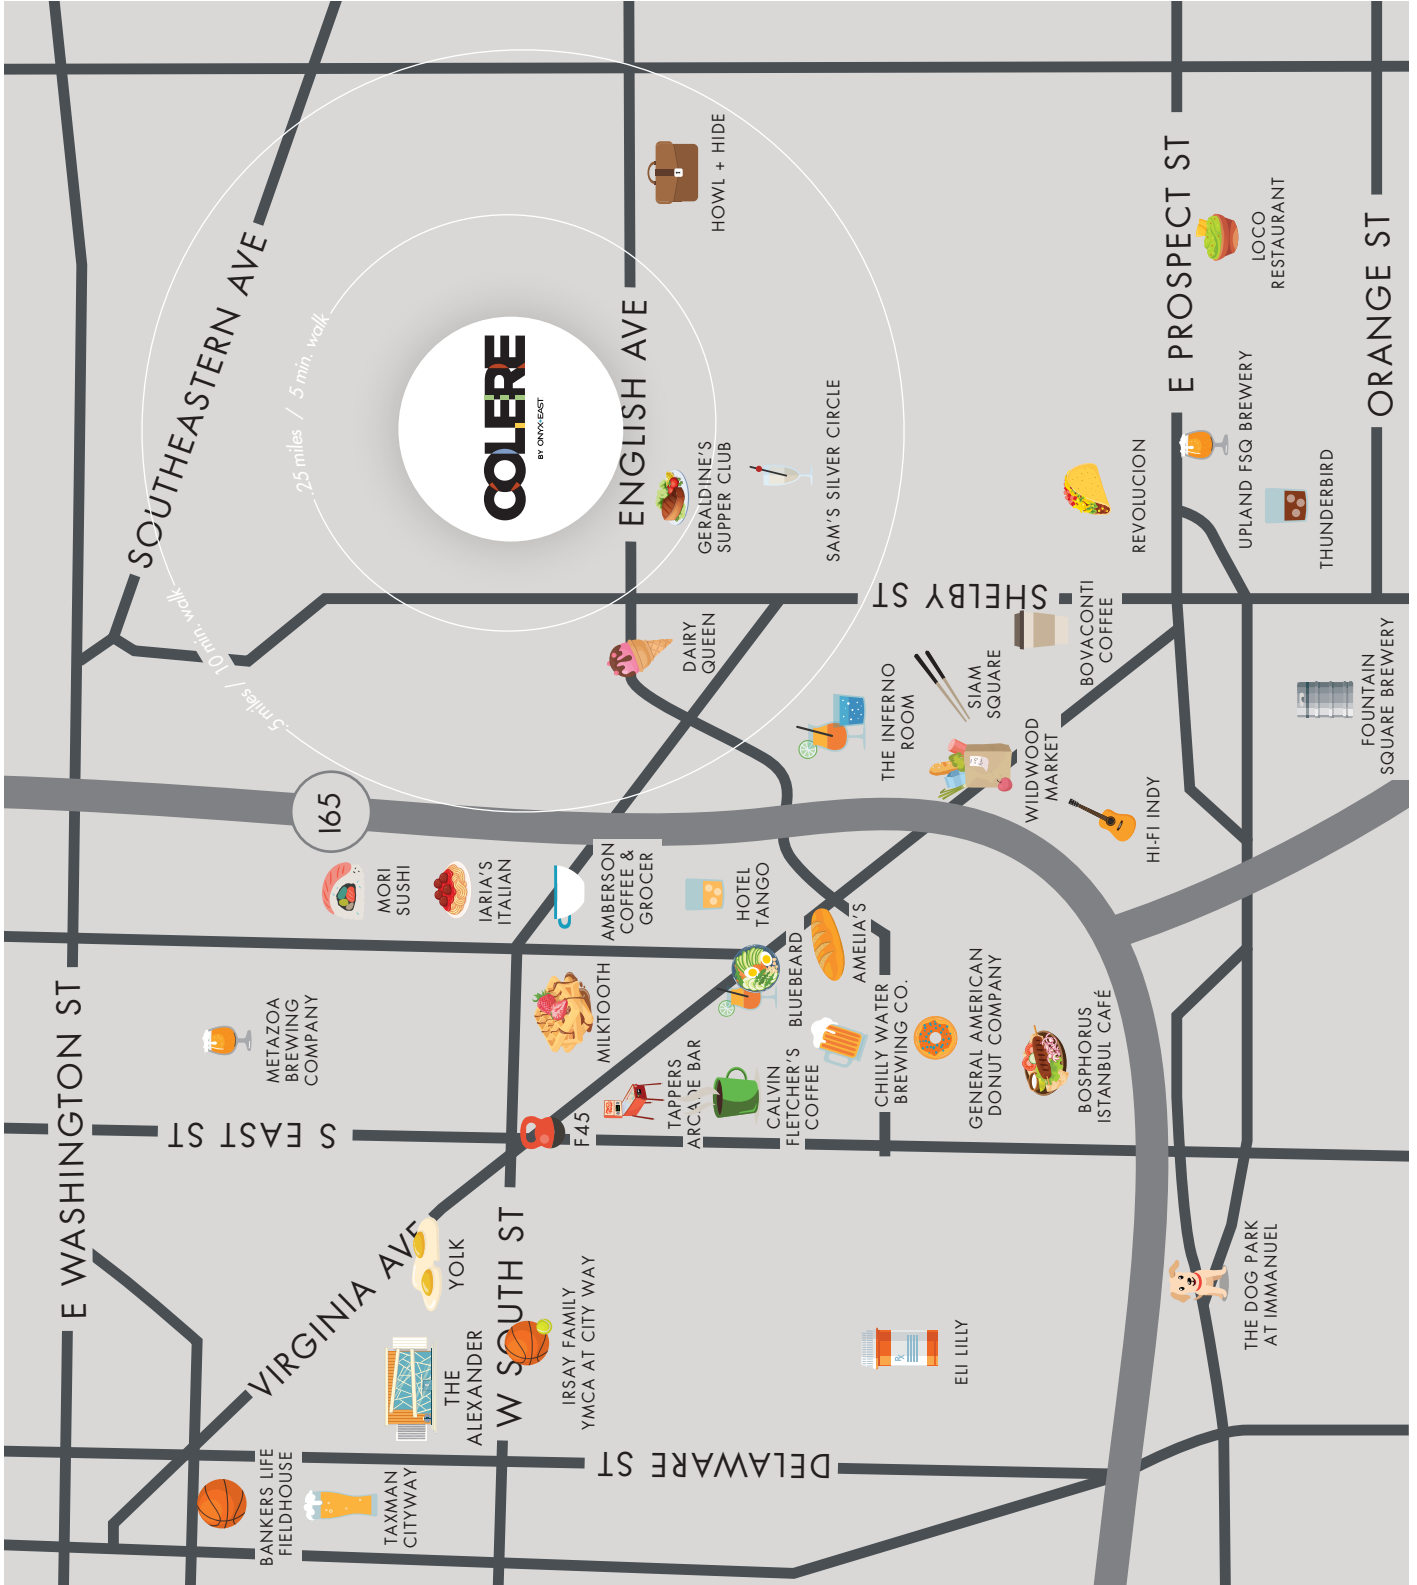 E WASHINGTON ST
SOUTHEASTERN AVE
.25 miles / 5 min. walk
.5 miles / 10 min. walk
COLERE
BY ONYX+EAST
ENGLISH AVE
HOWL + HIDE
GERALDINE'S
SUPPER CLUB
SAM'S SILVER CIRCLE
DAIRY
QUEEN
SHELBY ST
E PROSPECT ST
ORANGE ST
LOCO
RESTAURANT
UPLAND FSQ BREWERY
REVOLUCION
THUNDERBIRD
BOVACONTI
COFFEE
SIAM
SQUARE
THE INFERNO
ROOM
WILDWOOD
MARKET
HI-FI INDY
FOUNTAIN
SQUARE BREWERY
I65
MORI
SUSHI
IARIA'S
ITALIAN
AMBERSON
COFFEE &
GROCER
HOTEL
TANGO
METAZOA
BREWING
COMPANY
MILKTOOTH
BLUEBEARD
AMELIA'S
S EAST ST
F45
TAPPERS
ARCADE BAR
CALVIN
FLETCHER'S
COFFEE
CHILLY WATER
BREWING CO.
GENERAL AMERICAN
DONUT COMPANY
BOSPHORUS
ISTANBUL CAFÉ
VIRGINIA AVE
YOLK
W SOUTH ST
THE
ALEXANDER
IRSAY FAMILY
YMCA AT CITY WAY
Rx
ELI LILLY
THE DOG PARK
AT IMMANUEL
DELAWARE ST
BANKERS LIFE
FIELDHOUSE
TAXMAN
CITYWAY